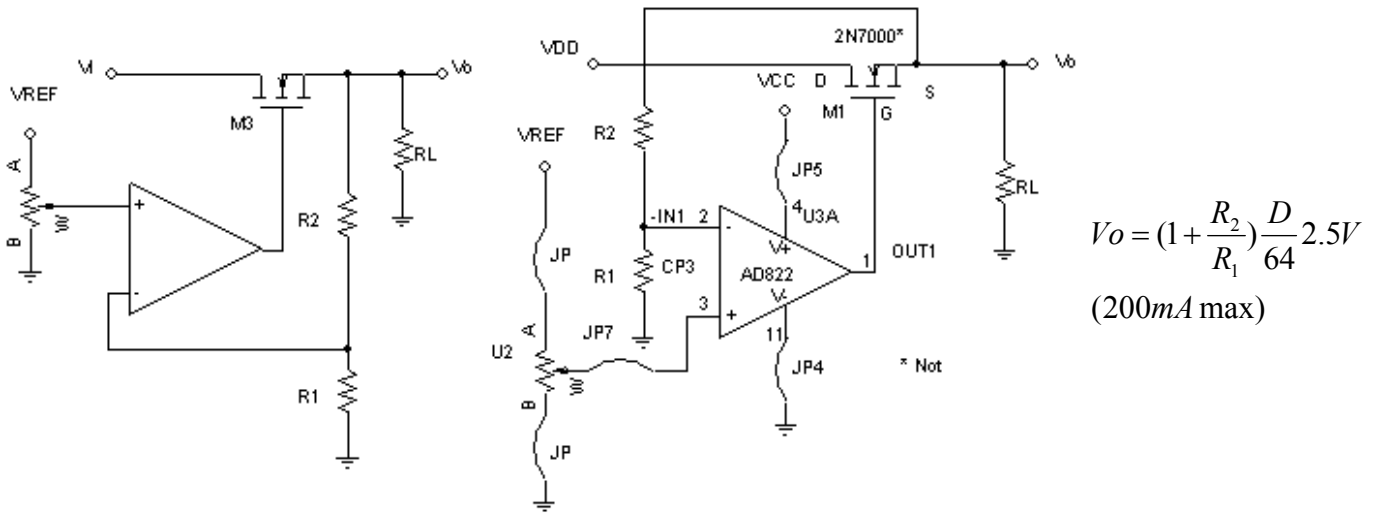 VI
Vo
VREF
M3
A
W
B
+
-
R2
RL
R1
2N7000*
VDD
Vo
VCC
D
S
M1
G
R2
VREF
JP5
RL
-IN1
2
4
U3A
-
V+
JP
R1
CP3
AD822
1
OUT1
V-
3
+
A
JP7
11
U2
W
JP4
* Not
B
JP
Vo = (1 + R₂/R₁) D/64 2.5V
(200mA max)